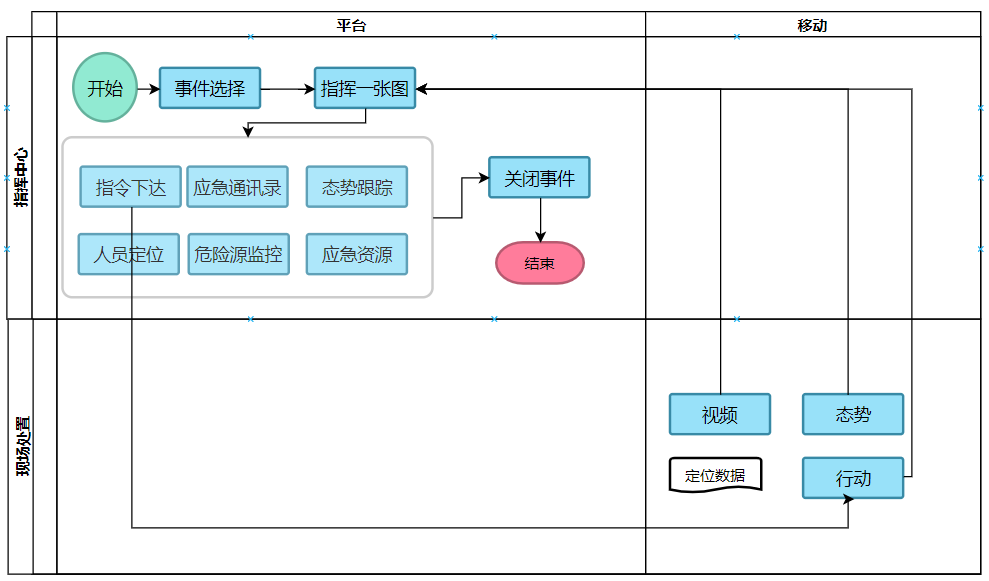 平台
移动
指挥中心
开始
事件选择
指挥一张图
指令下达
应急通讯录
态势跟踪
人员定位
危险源监控
应急资源
关闭事件
结束
现场处置
视频
态势
定位数据
行动